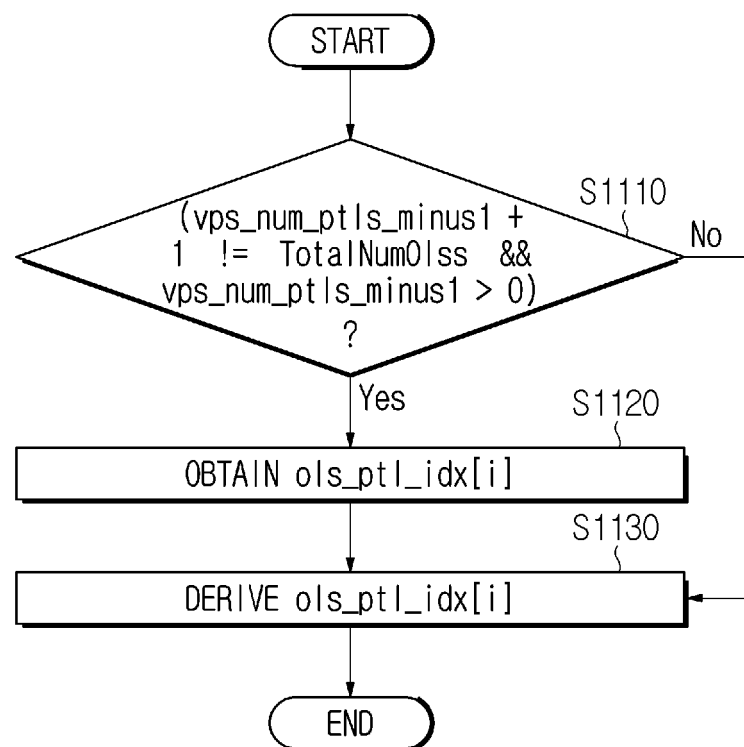 START
S1110
(vps_num_ptls_minus1 +
1 != TotalNumOlss &&
vps_num_ptls_minus1 > 0)
?
No
Yes
S1120
OBTAIN ols_ptl_idx[i]
S1130
DERIVE ols_ptl_idx[i]
END